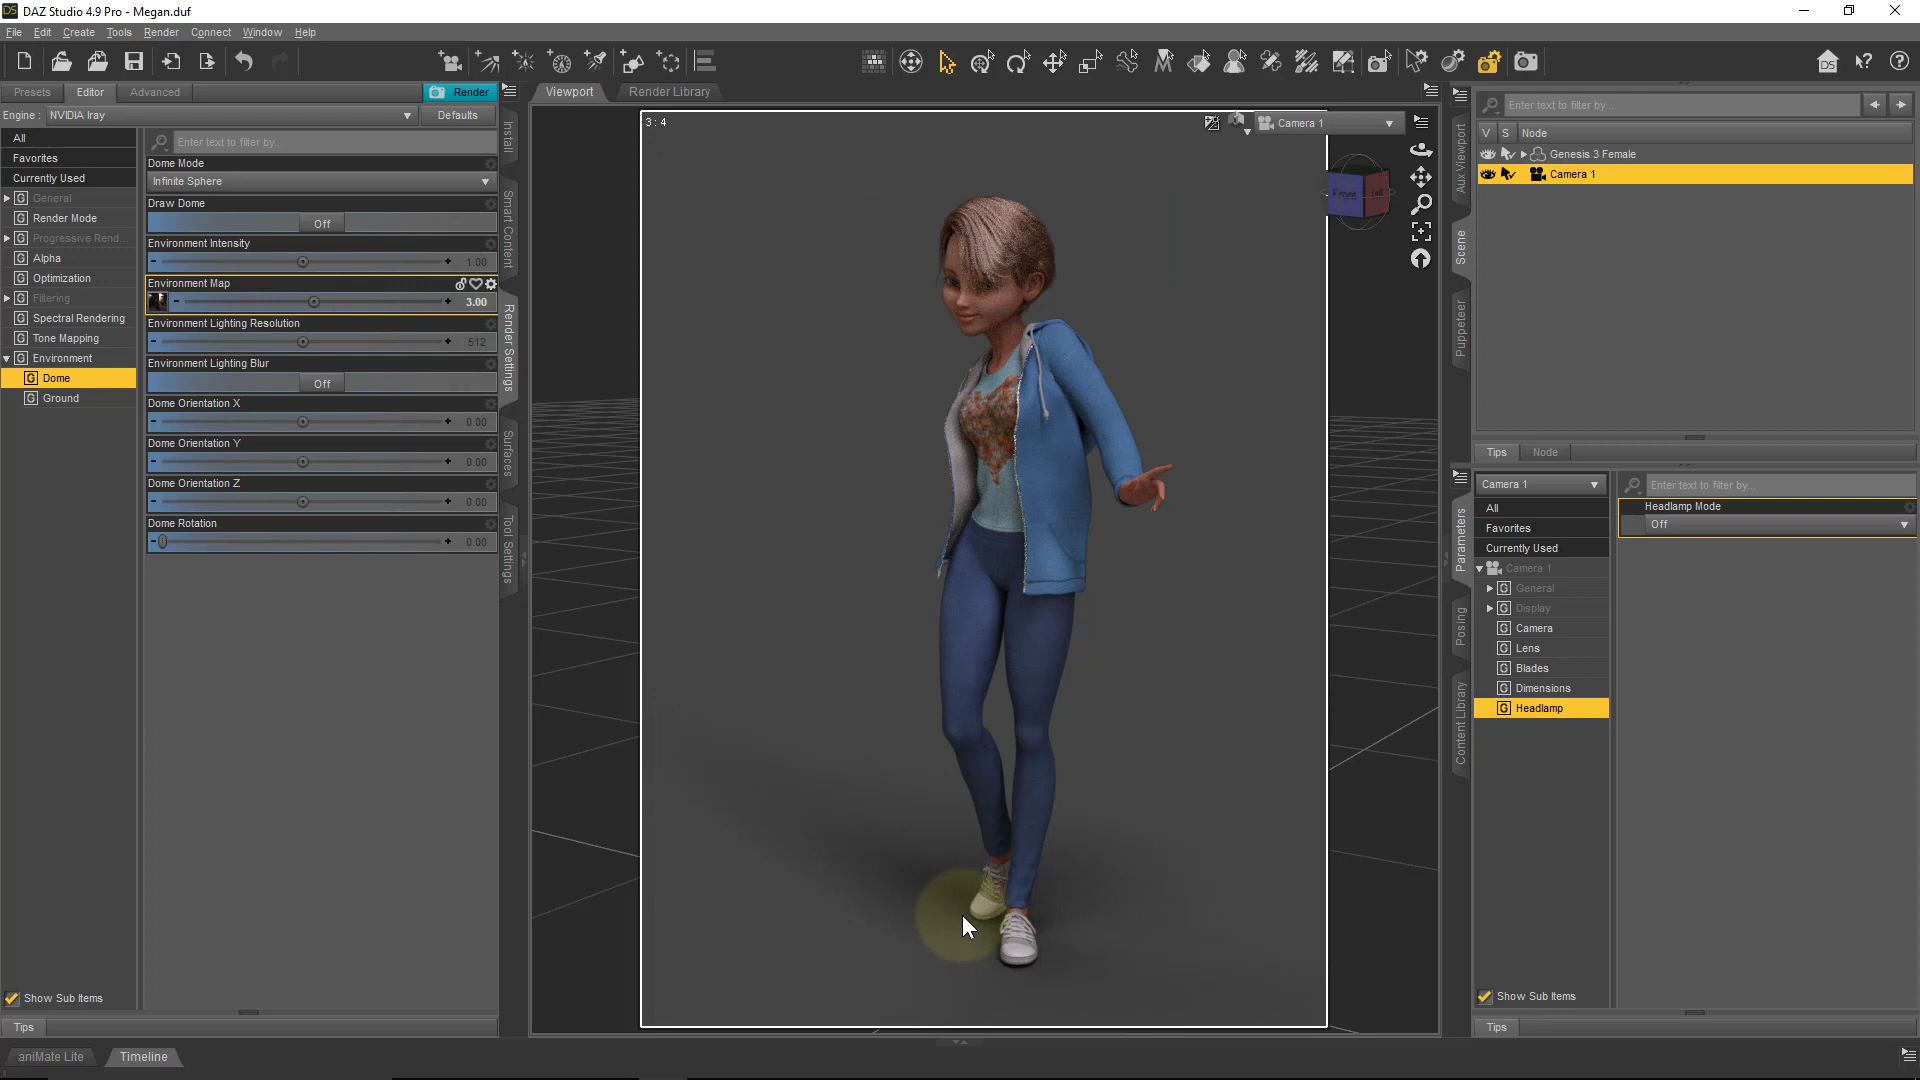 DS DAZ Studio 4.9 Pro - Megan.duf
File Edit Create Tools Render Connect Window Help
Presets Editor Advanced Render
Engine : NVIDIA Iray Defaults
All
Favorites
Currently Used
General
Render Mode
Progressive Rend...
Alpha
Optimization
Filtering
Spectral Rendering
Tone Mapping
Environment
Dome
Ground
Show Sub Items
Tips
Enter text to filter by...
Dome Mode
Infinite Sphere
Draw Dome
Off
Environment Intensity
1.00
Environment Map
3.00
Environment Lighting Resolution
512
Environment Lighting Blur
Off
Dome Orientation X
0.00
Dome Orientation Y
0.00
Dome Orientation Z
0.00
Dome Rotation
0.00
Install
Smart Content
Render Settings
Surfaces
Tool Settings
Viewport Render Library
3 : 4
Camera 1
Front Left
Aux Viewport
Scene
Puppeteer
Enter text to filter by...
V S Node
Genesis 3 Female
Camera 1
Tips Node
Parameters
Posing
Content Library
Camera 1
All
Favorites
Currently Used
Camera 1
General
Display
Camera
Lens
Blades
Dimensions
Headlamp
Show Sub Items
Tips
Enter text to filter by...
Headlamp Mode
Off
aniMate Lite Timeline